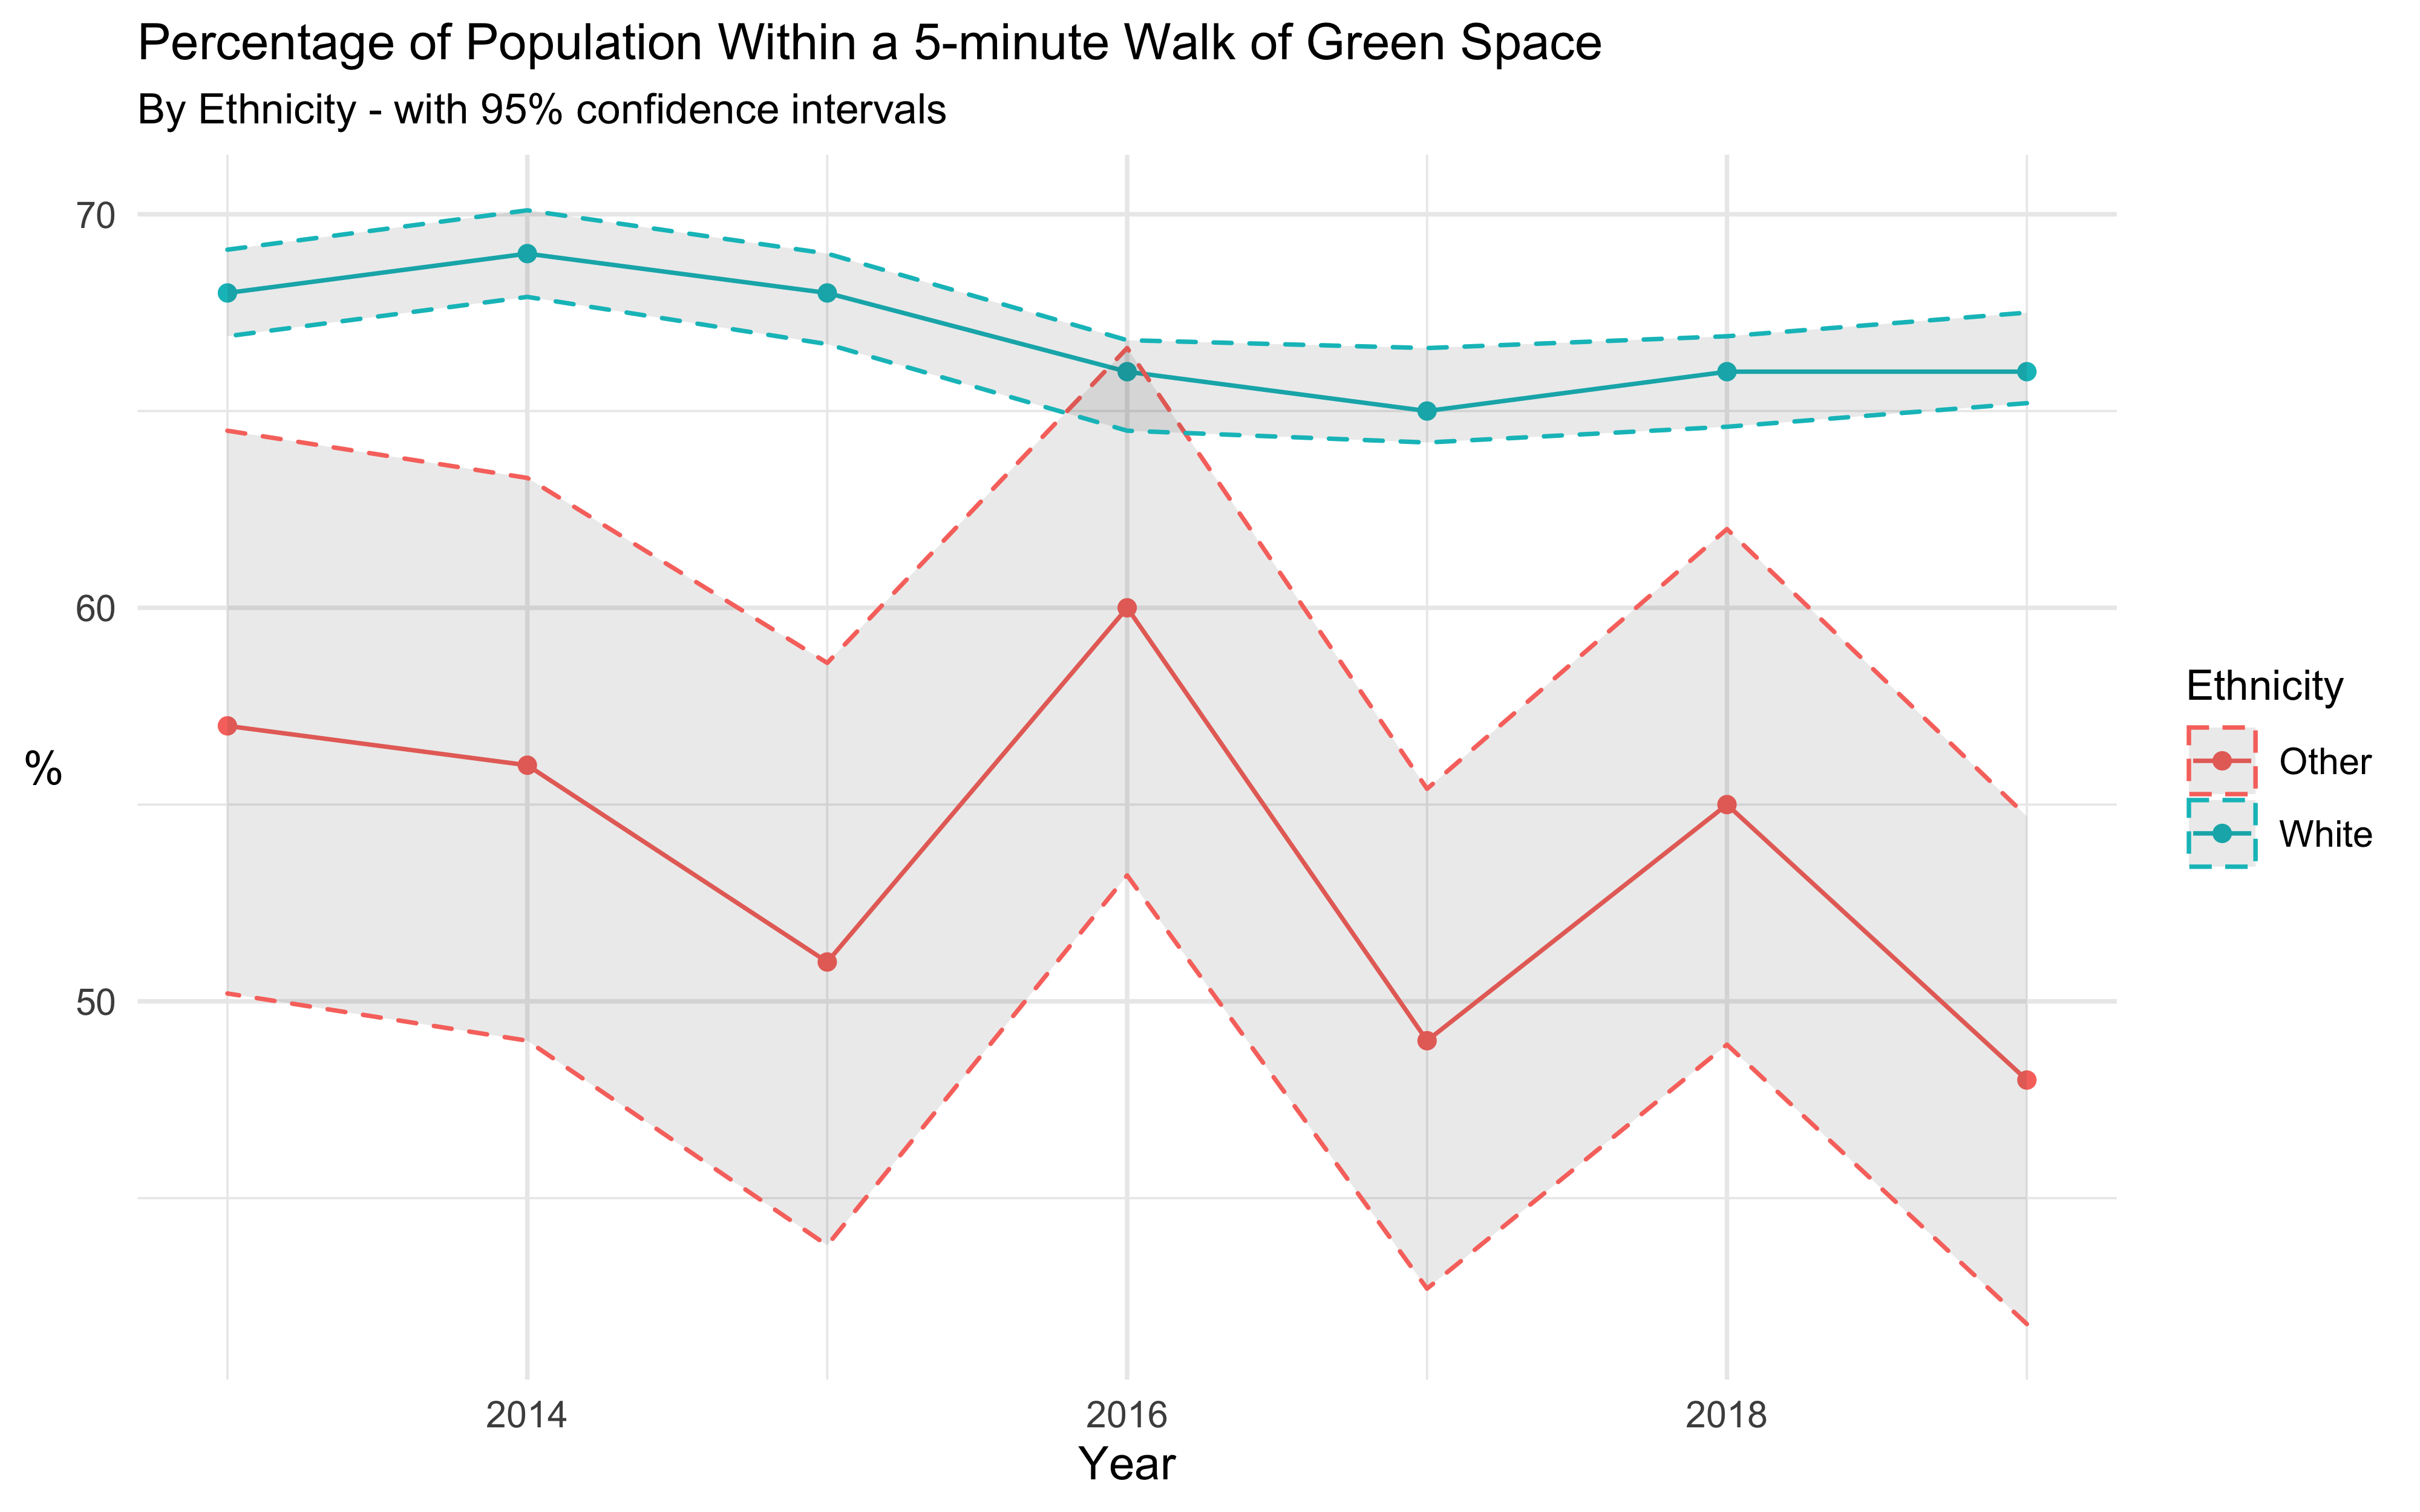 Percentage of Population Within a 5-minute Walk of Green Space
By Ethnicity - with 95% confidence intervals
70
60
50
%
2014 2016 2018
Year
Ethnicity
Other
White